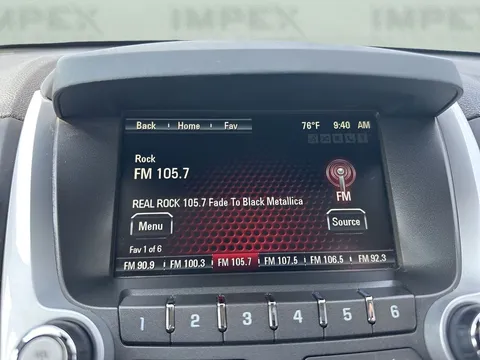 IMPEX IMPEX IMPEX
Back Home Fav 76°F 9:40 AM
Rock
FM 105.7
REAL ROCK 105.7 Fade To Black Metallica
FM
Menu Source
Fav 1 of 6
FM 90.9 FM 100.3 FM 105.7 FM 107.5 FM 106.5 FM 92.3
1 2 3 4 5 6